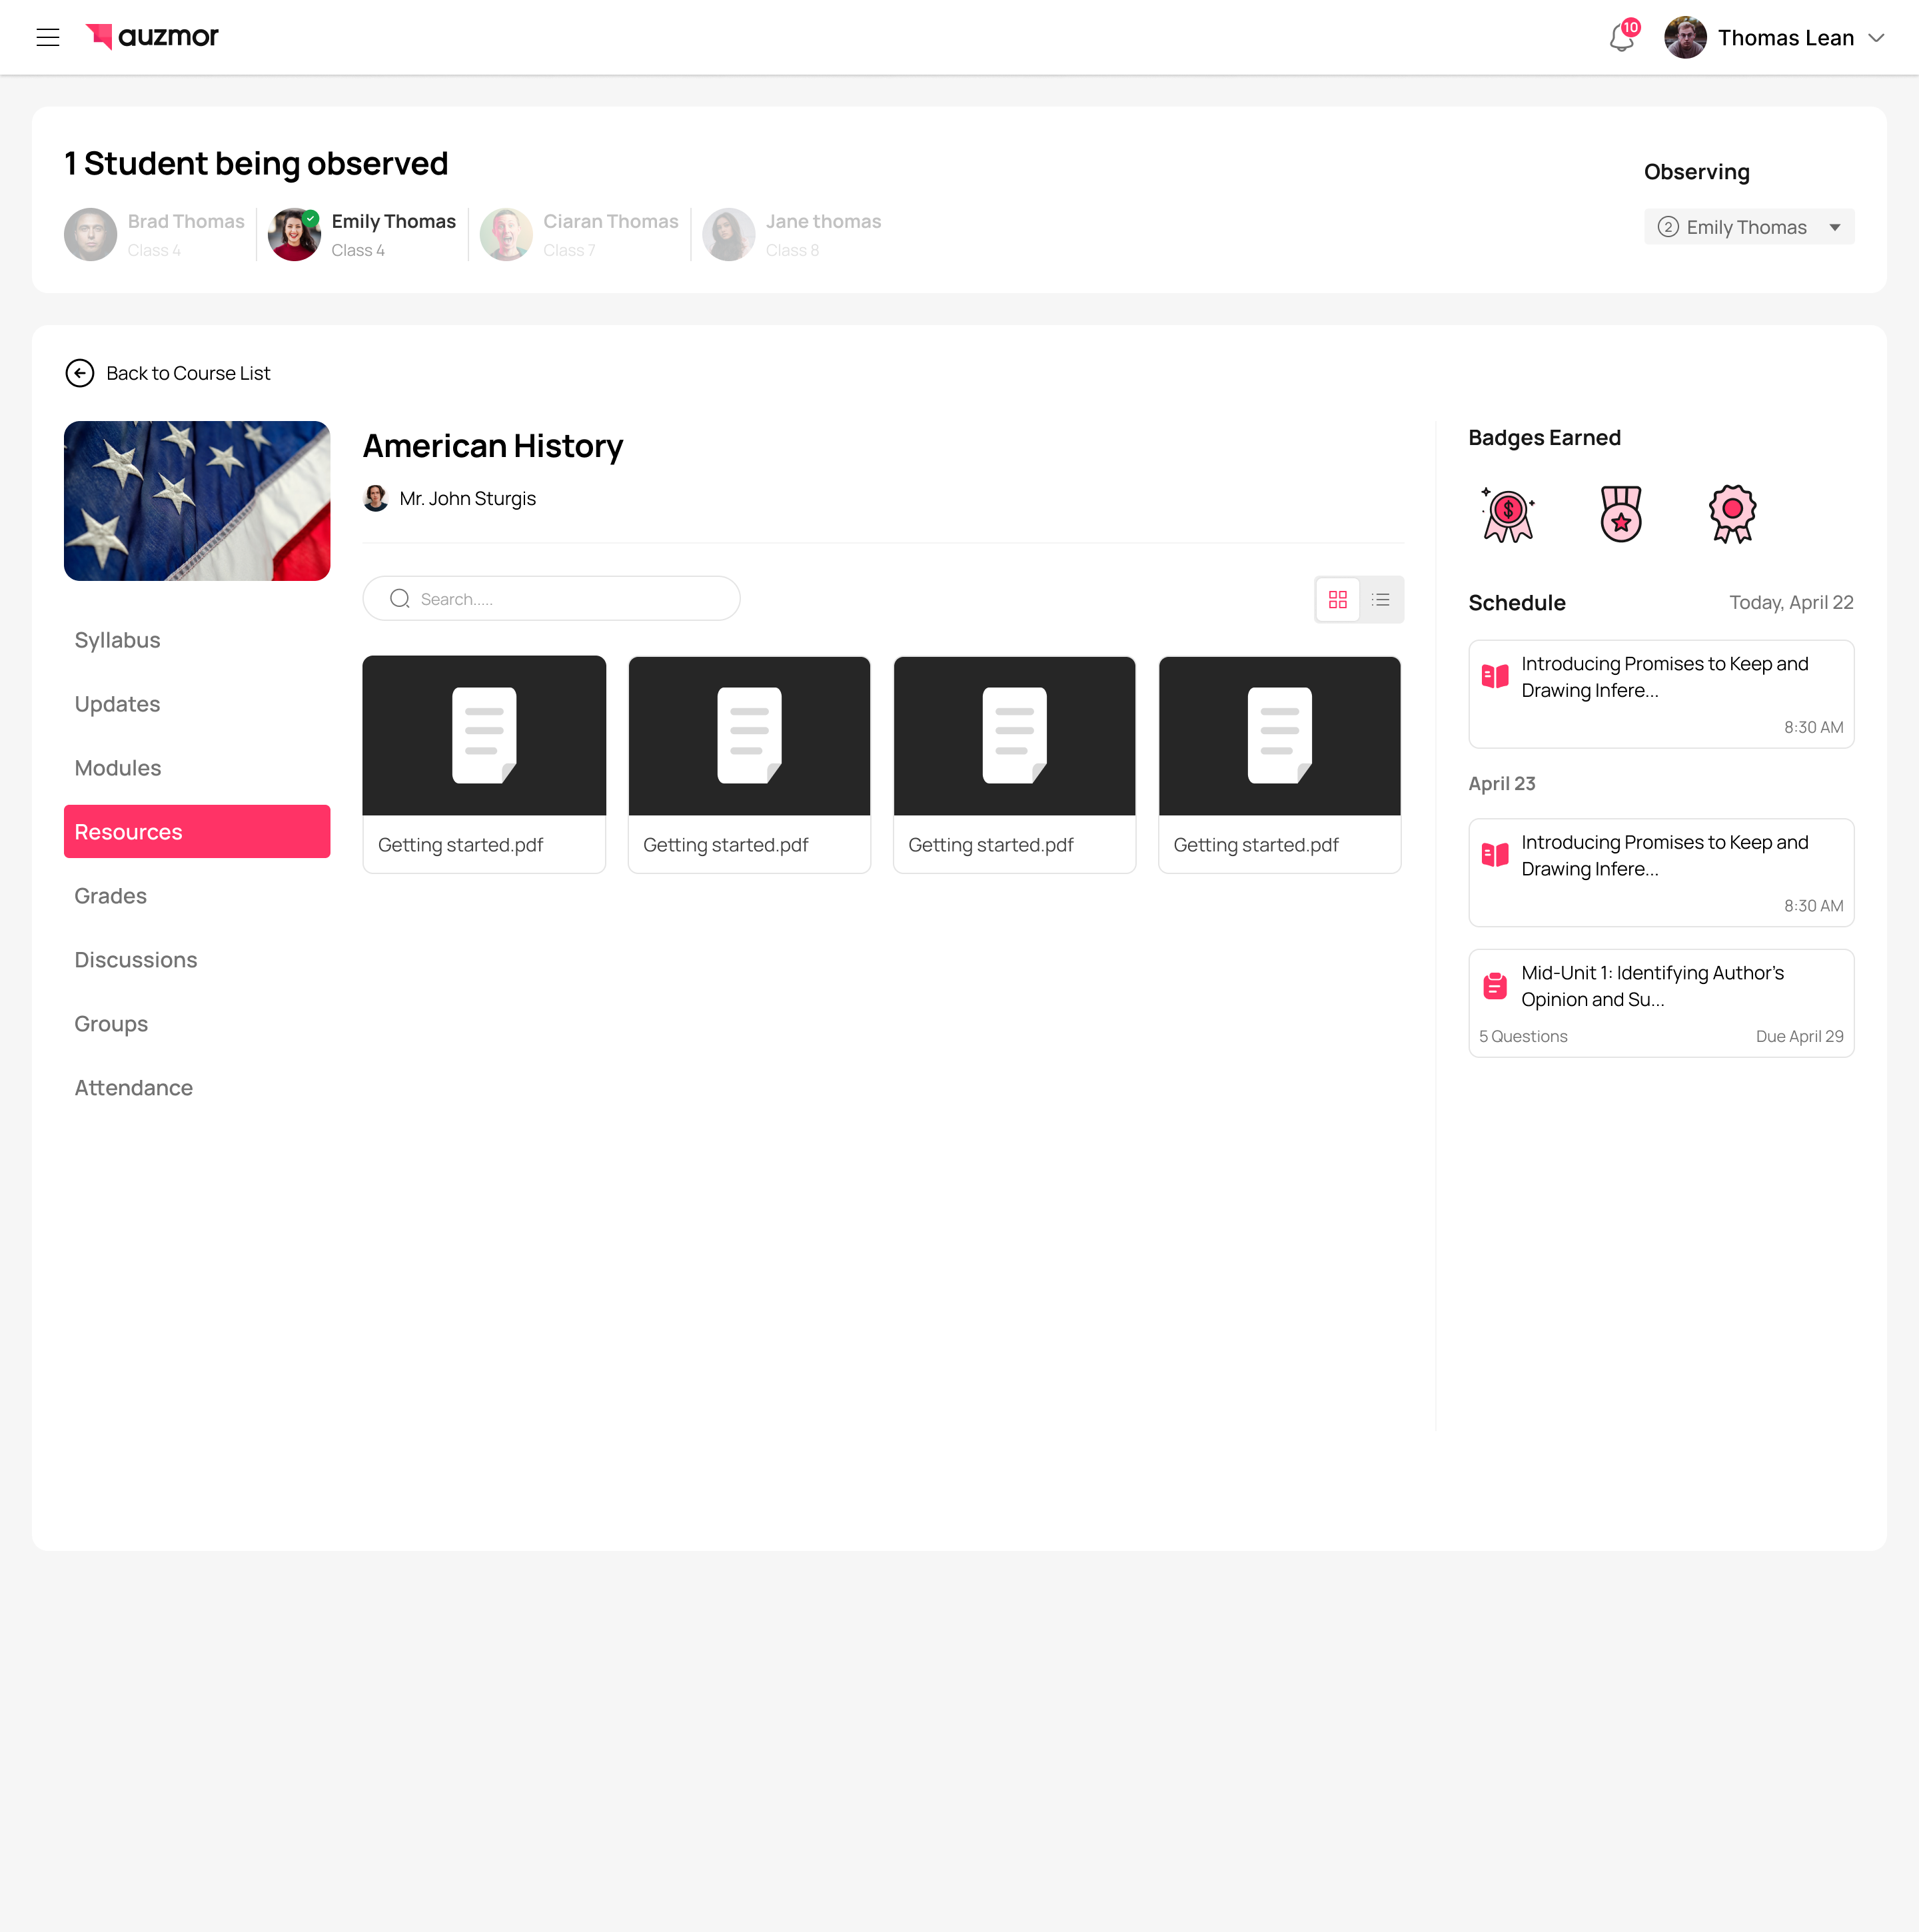 auzmor
10
Thomas Lean
1 Student being observed
Brad Thomas
Class 4
Emily Thomas
Class 4
Ciaran Thomas
Class 7
Jane thomas
Class 8
Observing
2 Emily Thomas
Back to Course List
American History
Mr. John Sturgis
Search.....
Syllabus
Updates
Modules
Resources
Grades
Discussions
Groups
Attendance
Getting started.pdf
Getting started.pdf
Getting started.pdf
Getting started.pdf
Badges Earned
$
Schedule
Today, April 22
Introducing Promises to Keep and
Drawing Infere...
8:30 AM
April 23
Introducing Promises to Keep and
Drawing Infere...
8:30 AM
Mid-Unit 1: Identifying Author’s
Opinion and Su...
5 Questions
Due April 29